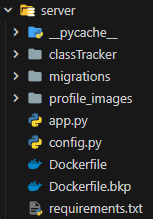 server
__pycache__
classTracker
migrations
profile_images
app.py
config.py
Dockerfile
Dockerfile.bkp
requirements.txt